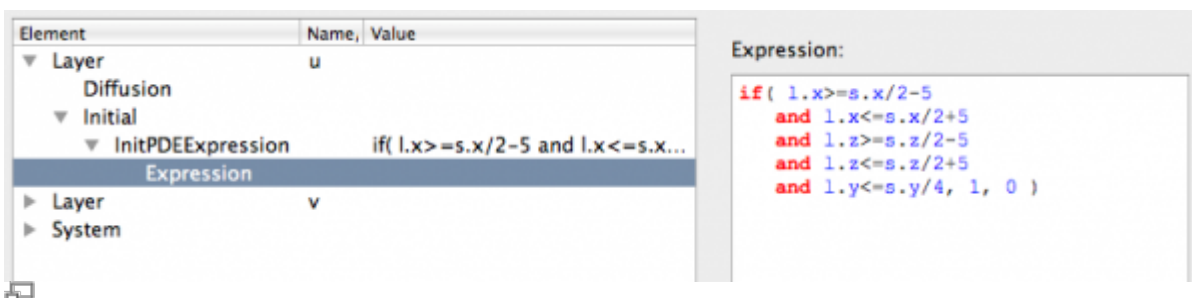 Element Name, Value
Layer u
Diffusion
Initial
InitPDEExpression if( l.x>=s.x/2-5 and l.x<=s.x...
Expression
Layer v
System
Expression:
if( l.x>=s.x/2-5
and l.x<=s.x/2+5
and l.z>=s.z/2-5
and l.z<=s.z/2+5
and l.y<=s.y/4, 1, 0 )